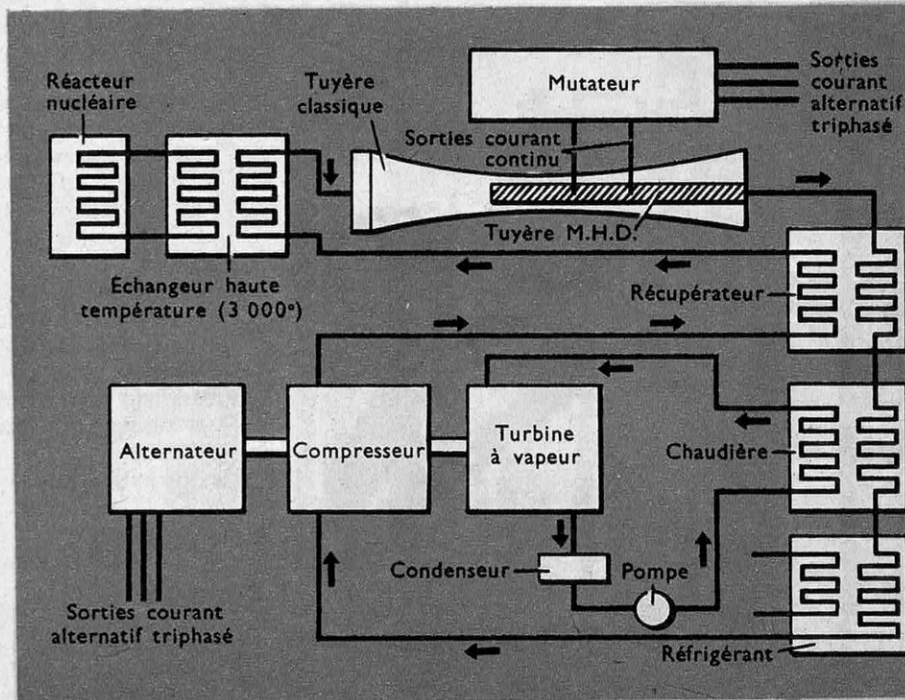 Réacteur
nucléaire
Tuyère
classique
Mutateur
Sorties
courant
alternatif
triphasé
Sorties courant
continu
Tuyère M.H.D.
Echangeur haute
température (3 000°)
Récupérateur
Alternateur
Compresseur
Turbine
à vapeur
Chaudière
Condenseur
Pompe
Sorties courant
alternatif triphasé
Réfrigérant